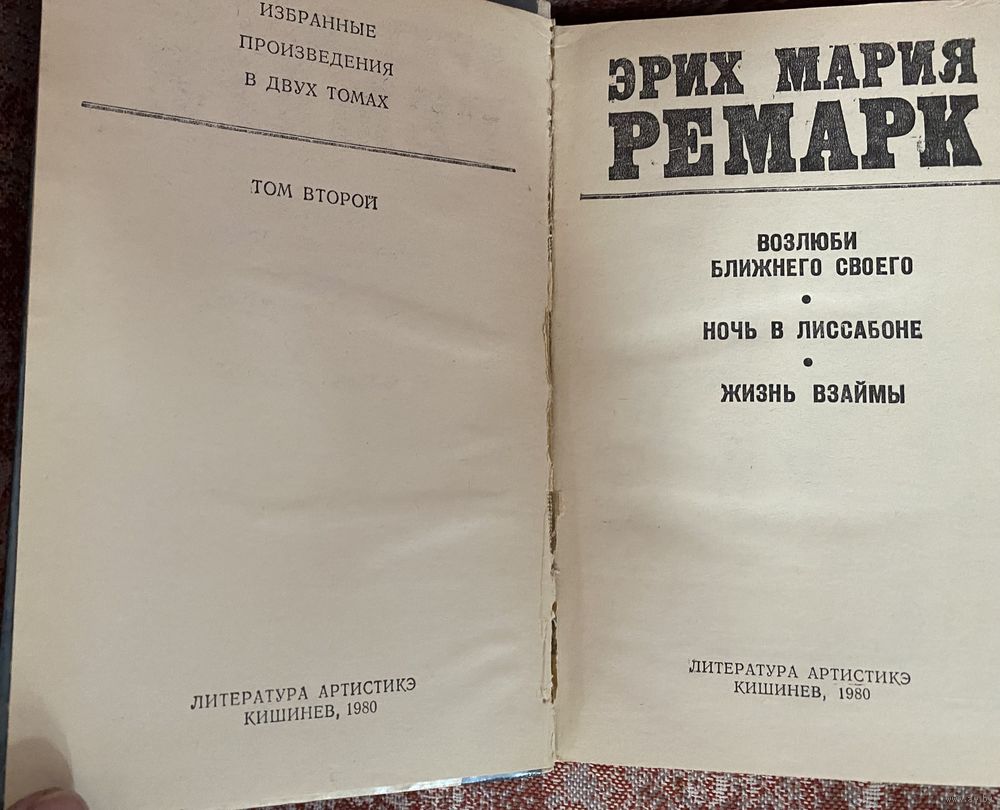 ИЗБРАННЫЕ
ПРОИЗВЕДЕНИЯ
В ДВУХ ТОМАХ
ТОМ ВТОРОЙ
ЛИТЕРАТУРА АРТИСТИКЭ
КИШИНЕВ, 1980
ЭРИХ МАРИЯ
РЕМАРК
ВОЗЛЮБИ
БЛИЖНЕГО СВОЕГО
•
НОЧЬ В ЛИССАБОНЕ
•
ЖИЗНЬ ВЗАЙМЫ
ЛИТЕРАТУРА АРТИСТИКЭ
КИШИНЕВ, 1980